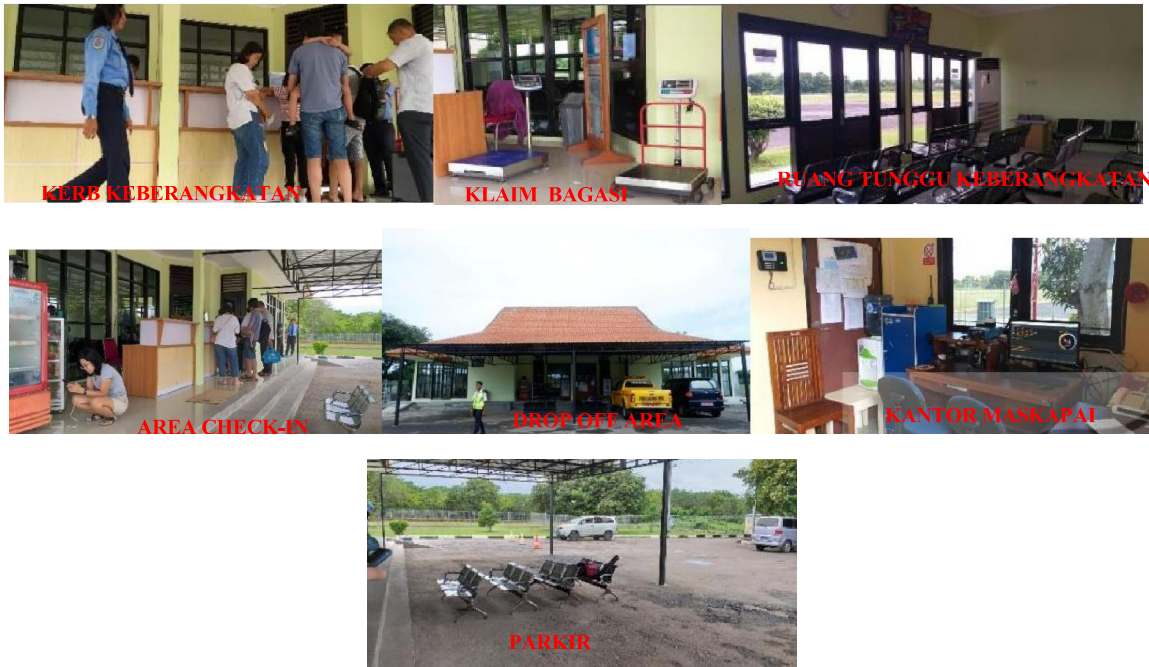 KERB KEBERANGKATAN
KLAIM BAGASI
RUANG TUNGGU KEBERANGKATAN
AREA CHECK-IN
DROP OFF AREA
KANTOR MASKAPAI
PARKIR